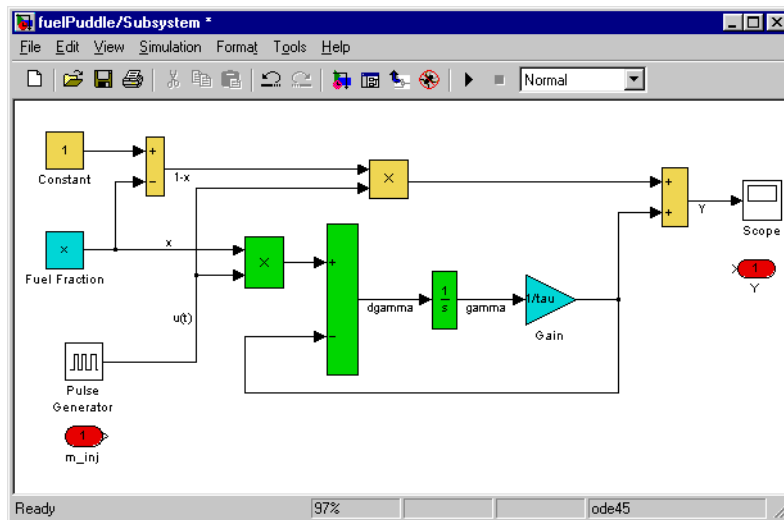 fuelPuddle/Subsystem *
File Edit View Simulation Format Tools Help
Normal
1
Constant
+
−
1-x
×
+
+
Y
Scope
x
Fuel Fraction
x
×
+
−
dgamma
1
s
gamma
1/tau
Gain
1
Y
u(t)
Pulse
Generator
1
m_inj
Ready 97% ode45